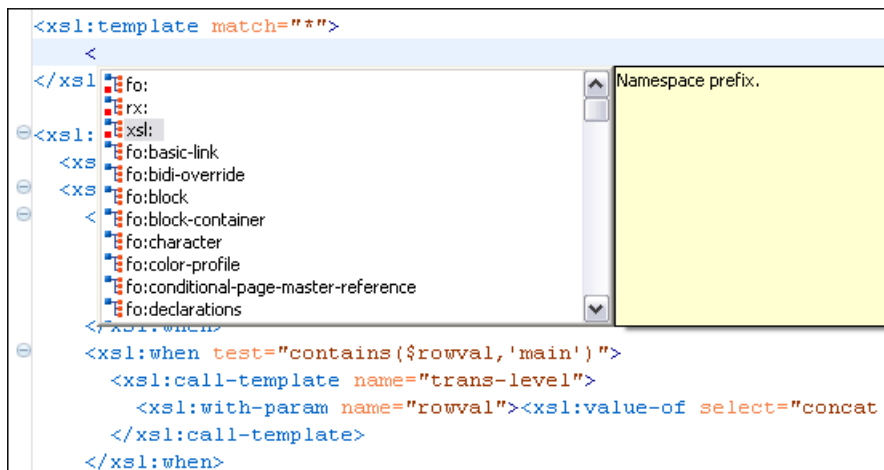 <xsl:template match="*">
<
</xsl
fo:
rx:
xsl:
fo:basic-link
fo:bidi-override
fo:block
fo:block-container
fo:character
fo:color-profile
fo:conditional-page-master-reference
fo:declarations
Namespace prefix.
<xsl:
<xs
<xs
<
</xsl:when>
<xsl:when test="contains($rowval,'main')">
<xsl:call-template name="trans-level">
<xsl:with-param name="rowval"><xsl:value-of select="concat
</xsl:call-template>
</xsl:when>